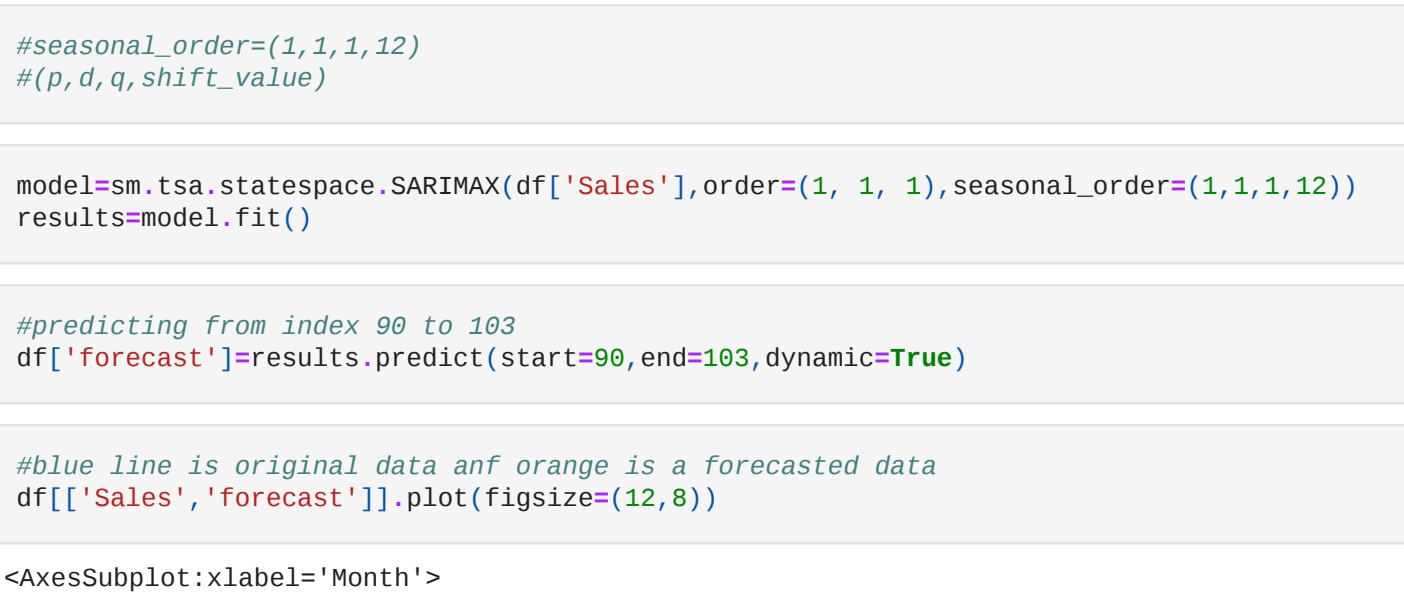 #seasonal_order=(1,1,1,12)
#(p,d,q,shift_value)
model=sm.tsa.statespace.SARIMAX(df['Sales'],order=(1, 1, 1),seasonal_order=(1,1,1,12))
results=model.fit()
#predicting from index 90 to 103
df['forecast']=results.predict(start=90,end=103,dynamic=True)
#blue line is original data anf orange is a forecasted data
df[['Sales','forecast']].plot(figsize=(12,8))
<AxesSubplot:xlabel='Month'>